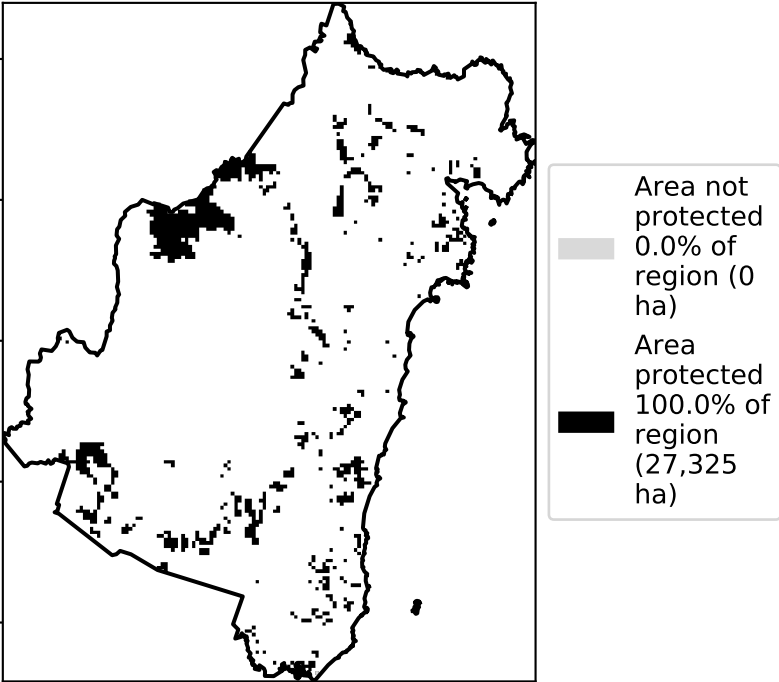 Area not
protected
0.0% of
region (0
ha)
Area
protected
100.0% of
region
(27,325
ha)